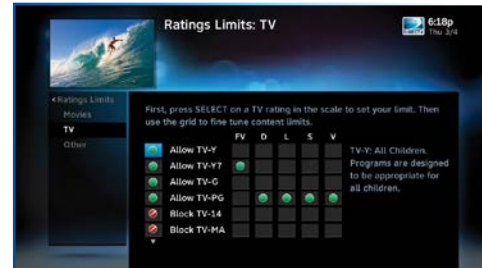 Ratings Limits: TV
6:18p
Thu 3/4
<Ratings Limits
Movies
TV
Other
First, press SELECT on a TV rating in the scale to set your limit. Then
use the grid to fine tune content limits.
FV D L S V
Allow TV-Y
Allow TV-Y7
Allow TV-G
Allow TV-PG
Block TV-14
Block TV-MA
TV-Y: All Children.
Programs are designed
to be appropriate for
all children.